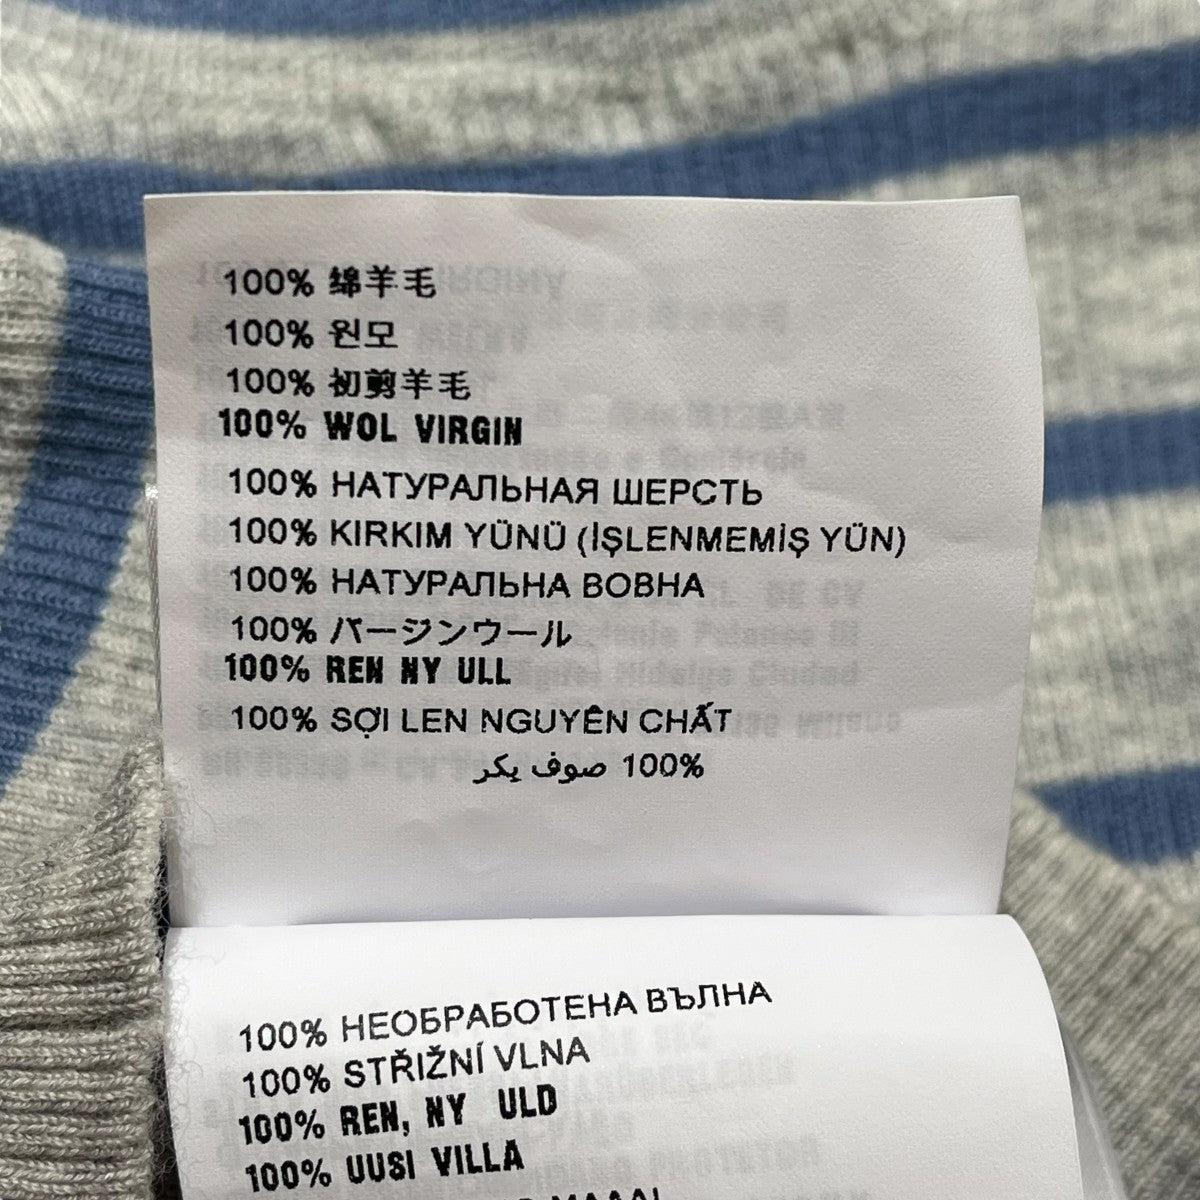 100% 绵羊毛
100% 원모
100% 初剪羊毛
100% WOL VIRGIN
100% НАТУРАЛЬНАЯ ШЕРСТЬ
100% KIRKIM YÜNÜ (İŞLENMEMİŞ YÜN)
100% НАТУРАЛЬНА ВОВНА
100% バージンウール
100% REN NY ULL
100% SỢI LEN NGUYÊN CHẤT
100% صوف يكر
100% НЕОБРАБОТЕНА ВЪЛНА
100% STŘIŽNÍ VLNA
100% REN, NY ULD
100% UUSI VILLA